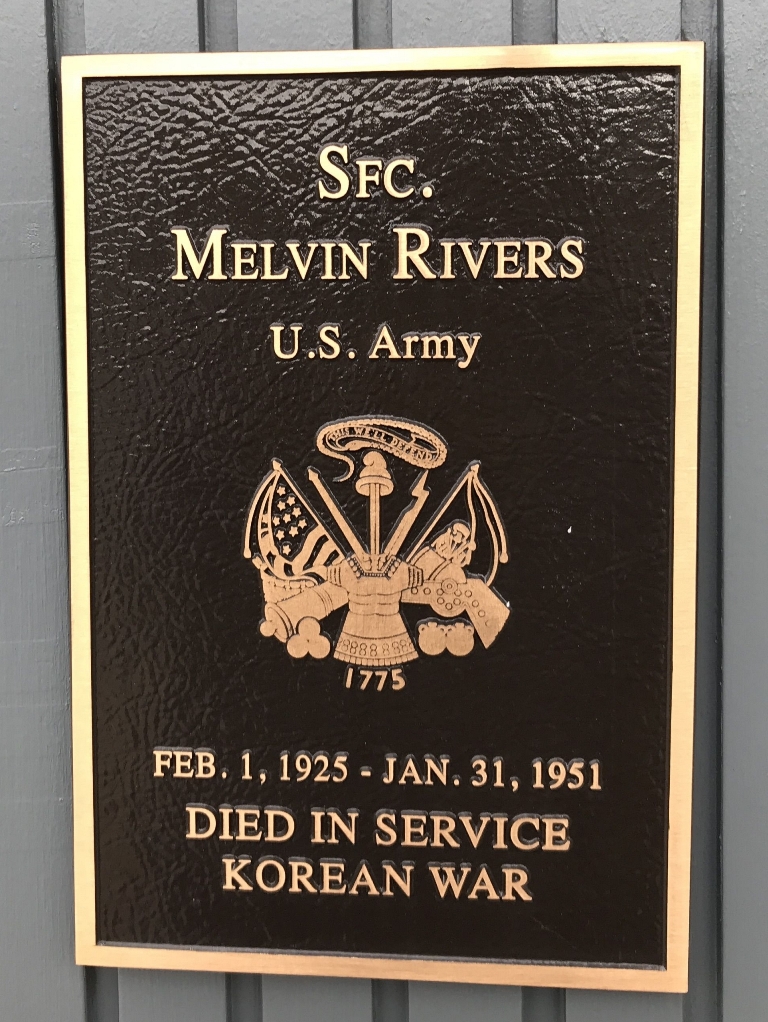 SFC.
MELVIN RIVERS
U.S. Army
THIS WE'LL DEFEND
1775
FEB. 1, 1925 - JAN. 31, 1951
DIED IN SERVICE
KOREAN WAR